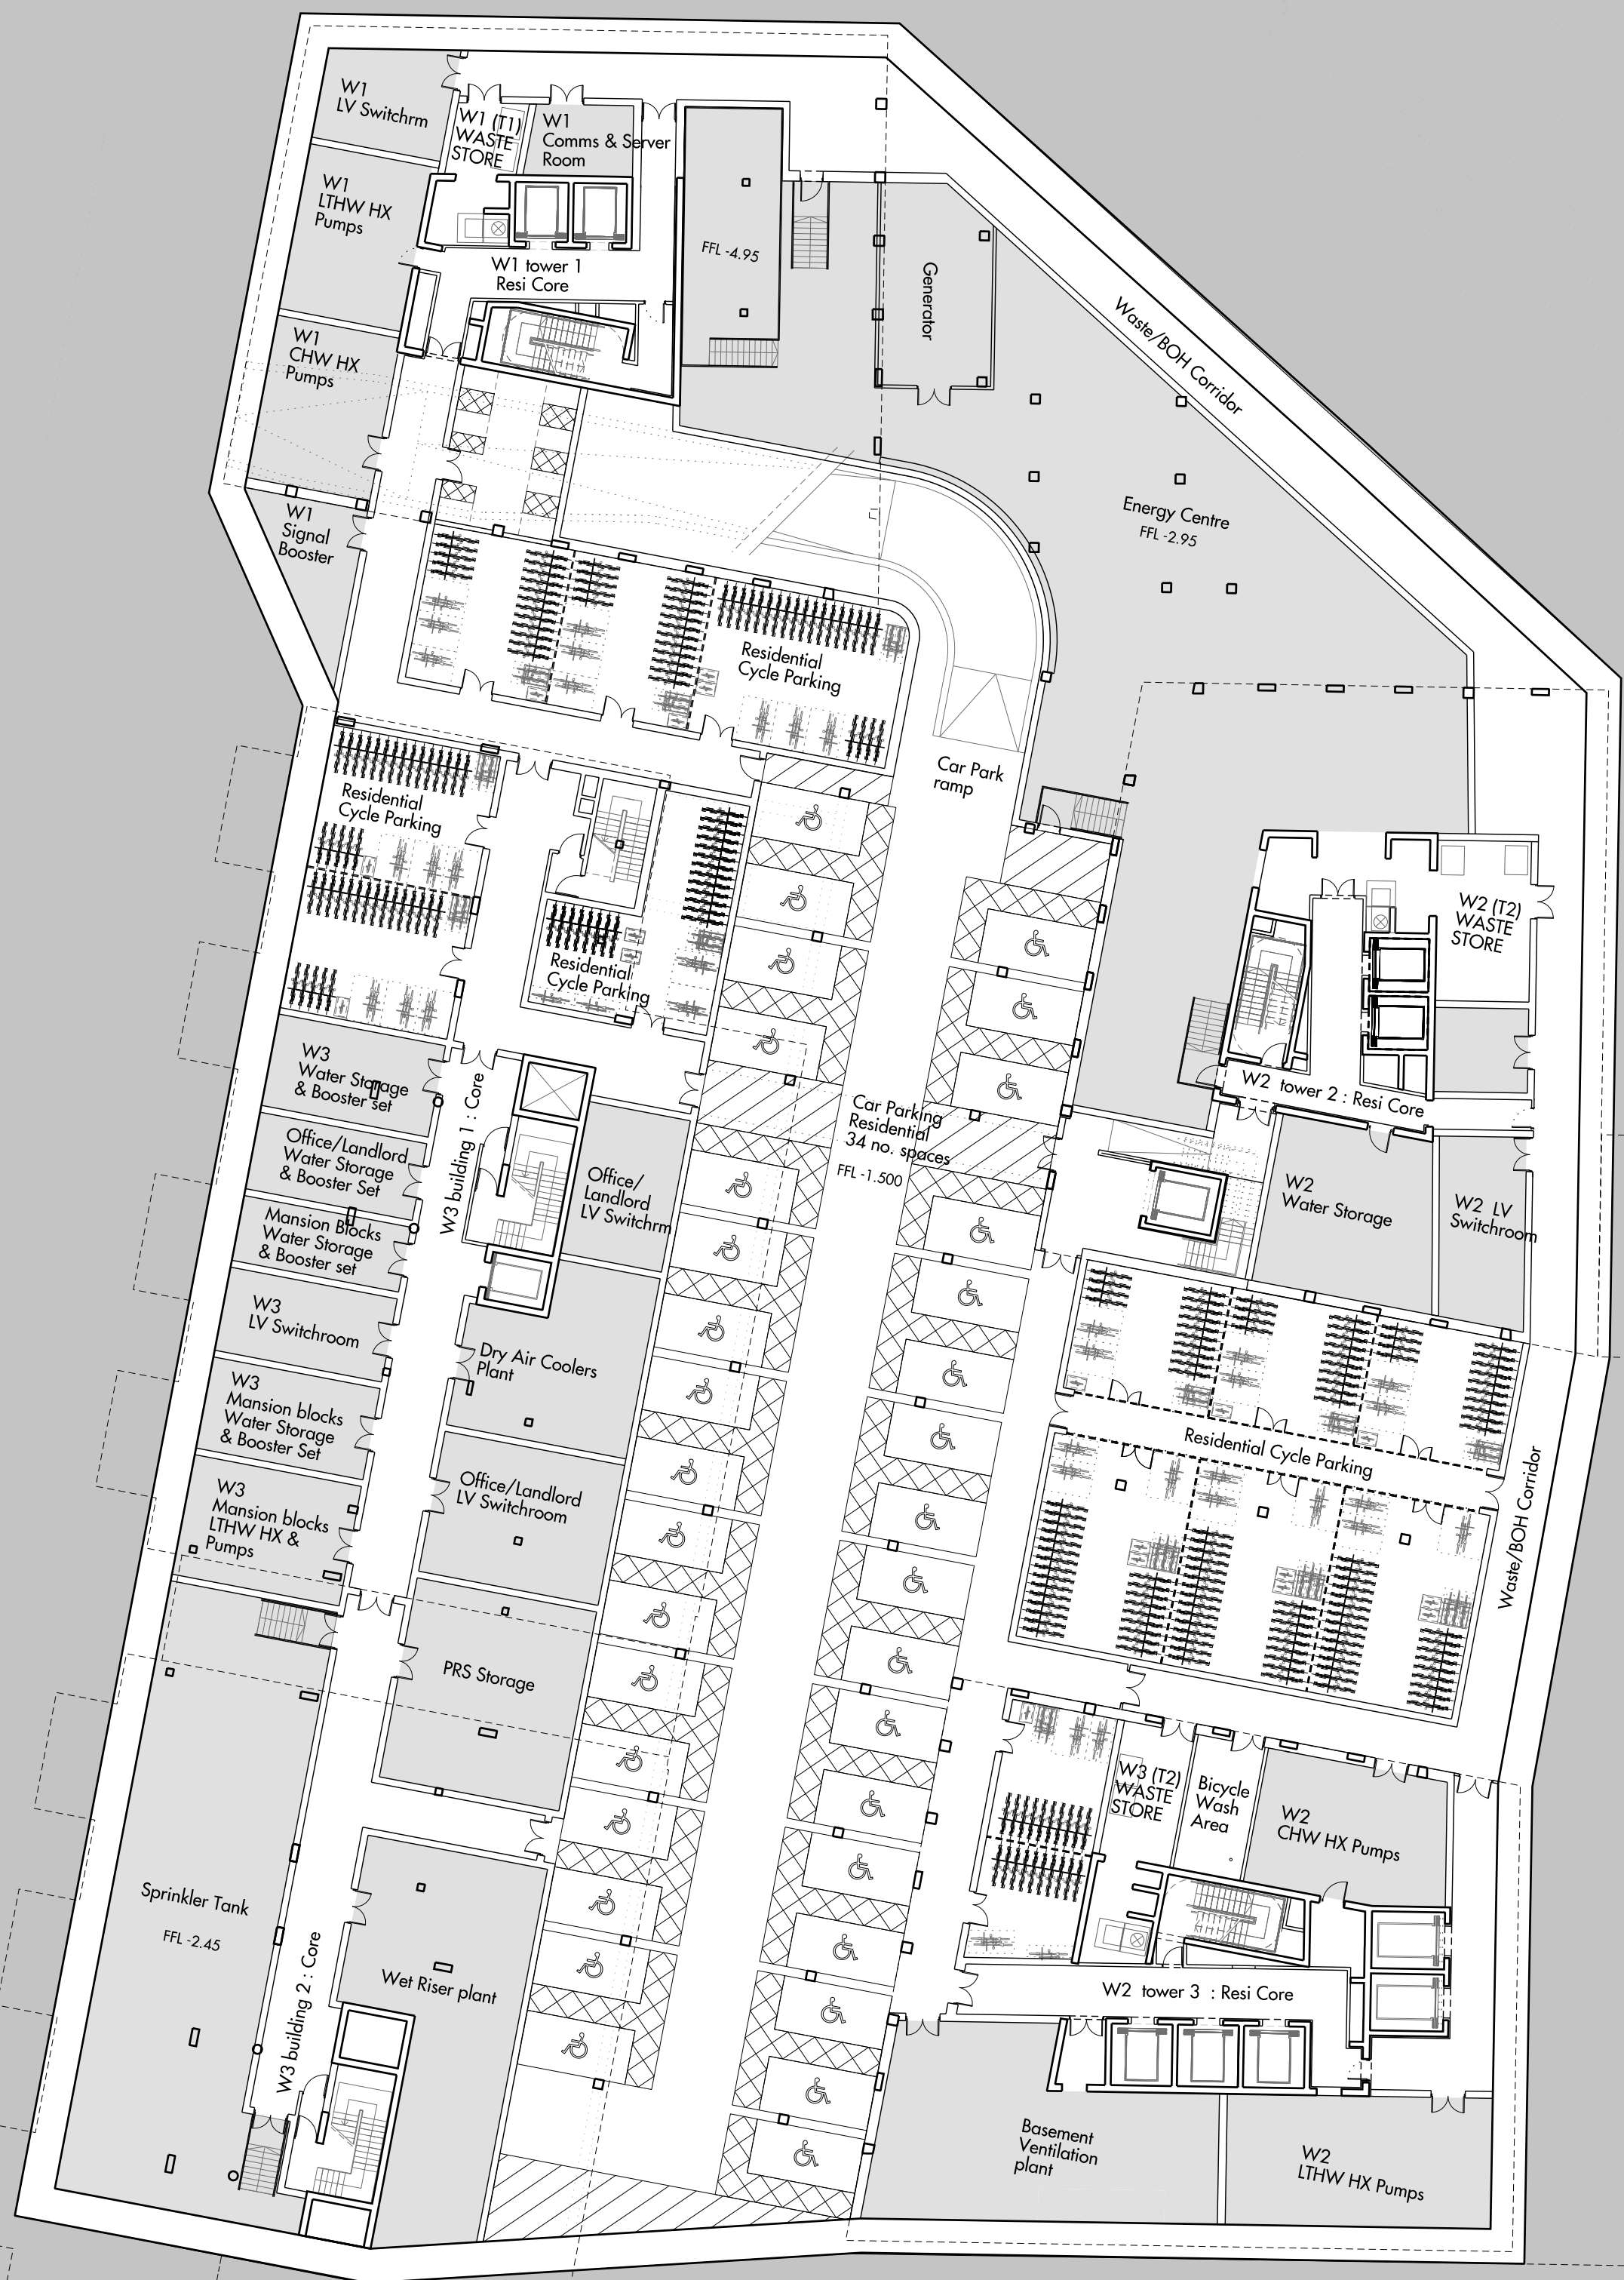 W1
LV Switchrm
W1 (T1)
WASTE
STORE
W1
Comms & Server
Room
W1
LTHW HX
Pumps
FFL -4.95
W1 tower 1
Resi Core
Generator
Waste/BOH Corridor
W1
CHW HX
Pumps
W1
Signal
Booster
Energy Centre
FFL -2.95
Residential
Cycle Parking
Car Park
ramp
Residential
Cycle Parking
Residential
Cycle Parking
W2 (T2)
WASTE
STORE
W3
Water Storage
& Booster set
W3 building 1 : Core
W2 tower 2 : Resi Core
Car Parking
Residential
34 no. spaces
FFL -1.500
Office/Landlord
Water Storage
& Booster Set
Office/
Landlord
LV Switchrm
W2
Water Storage
W2 LV
Switchroom
Mansion Blocks
Water Storage
& Booster set
W3
LV Switchroom
Dry Air Coolers
Plant
W3
Mansion blocks
Water Storage
& Booster Set
Residential Cycle Parking
Office/Landlord
LV Switchroom
W3
Mansion blocks
LTHW HX &
Pumps
Waste/BOH Corridor
PRS Storage
W3 (T2)
WASTE
STORE
Bicycle
Wash
Area
W2
CHW HX Pumps
Sprinkler Tank
FFL -2.45
Wet Riser plant
W3 building 2 : Core
W2 tower 3 : Resi Core
Basement
Ventilation
plant
W2
LTHW HX Pumps